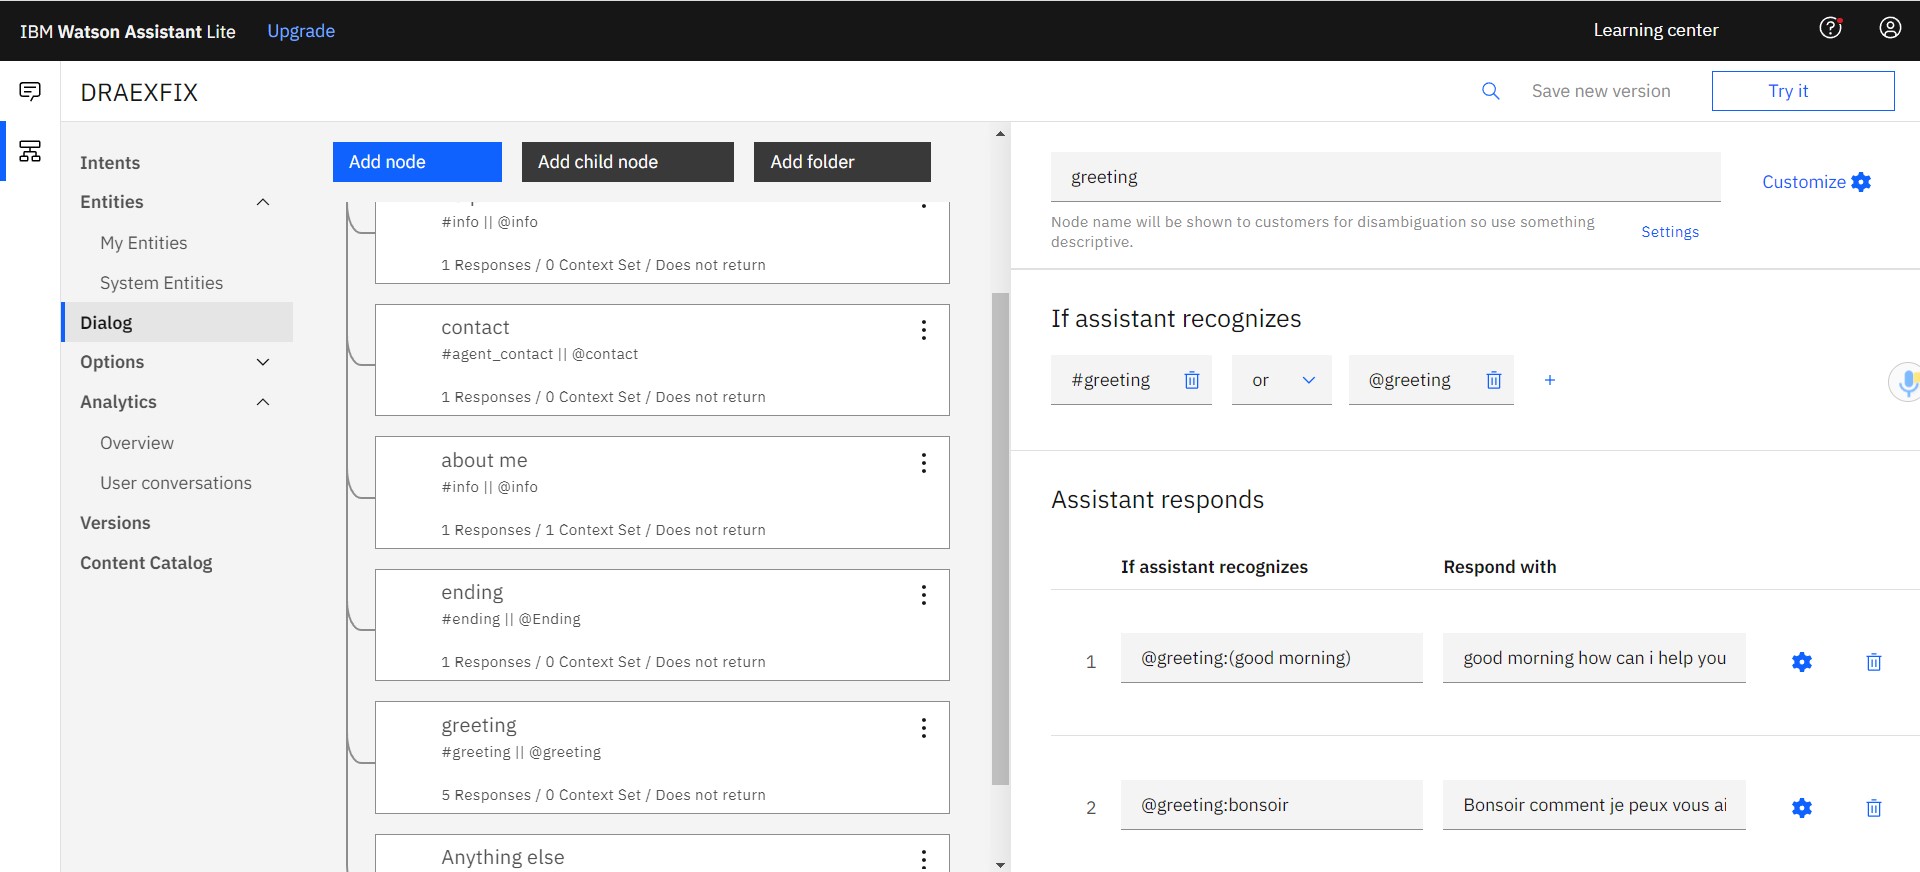 IBM Watson Assistant Lite
Upgrade
Learning center
DRAEXFIX
Save new version
Try it
Intents
Entities
My Entities
System Entities
Dialog
Options
Analytics
Overview
User conversations
Versions
Content Catalog
Add node
Add child node
Add folder
#info || @info
1 Responses / 0 Context Set / Does not return
contact
#agent_contact || @contact
1 Responses / 0 Context Set / Does not return
about me
#info || @info
1 Responses / 1 Context Set / Does not return
ending
#ending || @Ending
1 Responses / 0 Context Set / Does not return
greeting
#greeting || @greeting
5 Responses / 0 Context Set / Does not return
Anything else
greeting
Customize
Node name will be shown to customers for disambiguation so use something
descriptive.
Settings
If assistant recognizes
#greeting
or
@greeting
+
Assistant responds
If assistant recognizes
Respond with
1
@greeting:(good morning)
good morning how can i help you
2
@greeting:bonsoir
Bonsoir comment je peux vous ai